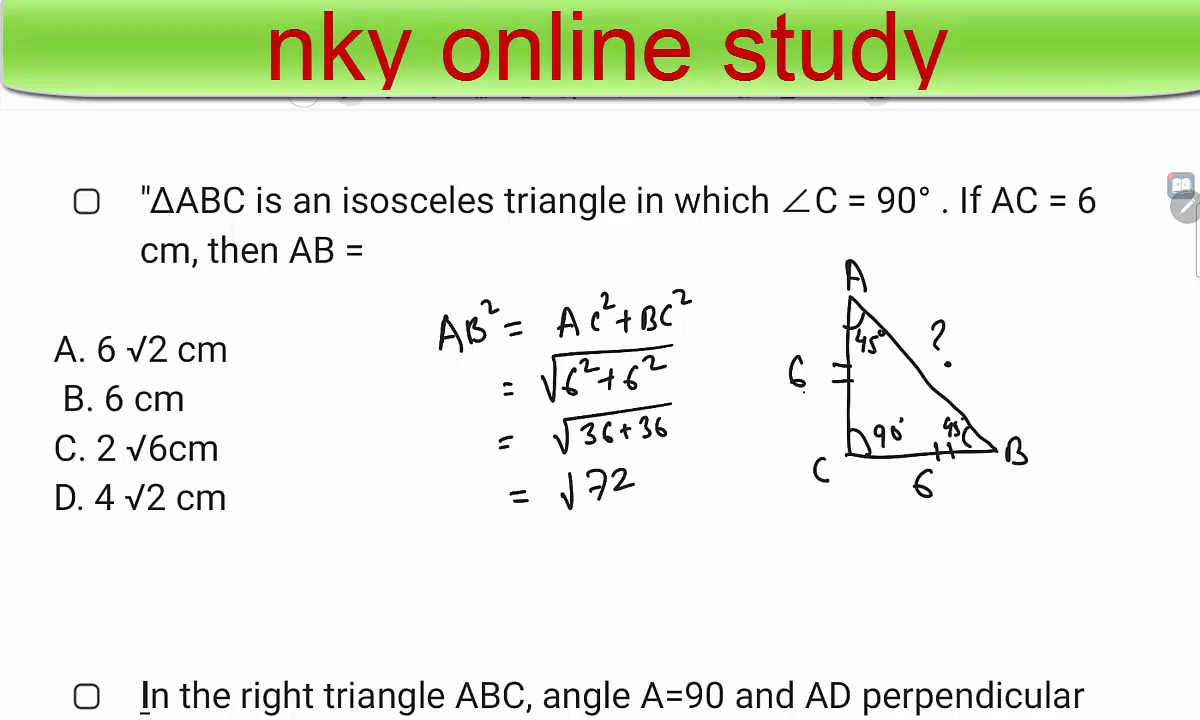 nky online study
"ΔABC is an isosceles triangle in which ∠C = 90° . If AC = 6
cm, then AB =
A. 6 √2 cm
B. 6 cm
C. 2 √6cm
D. 4 √2 cm
AB² = AC² + BC²
= √6² + 6²
= √36 + 36
= √72
A
45°
?
6
90°
45°
C
B
6
In the right triangle ABC, angle A=90 and AD perpendicular